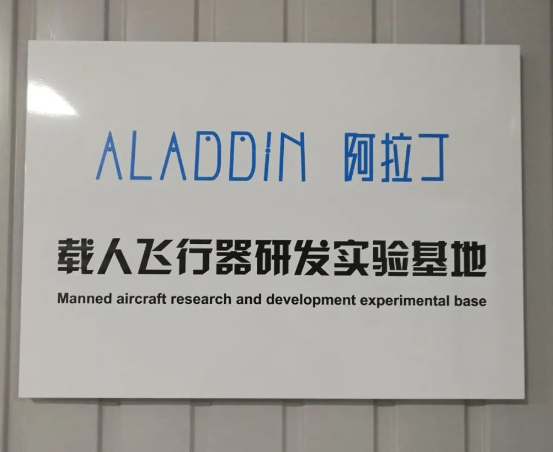 ALADDiN 阿拉丁
载人飞行器研发实验基地
Manned aircraft research and development experimental base